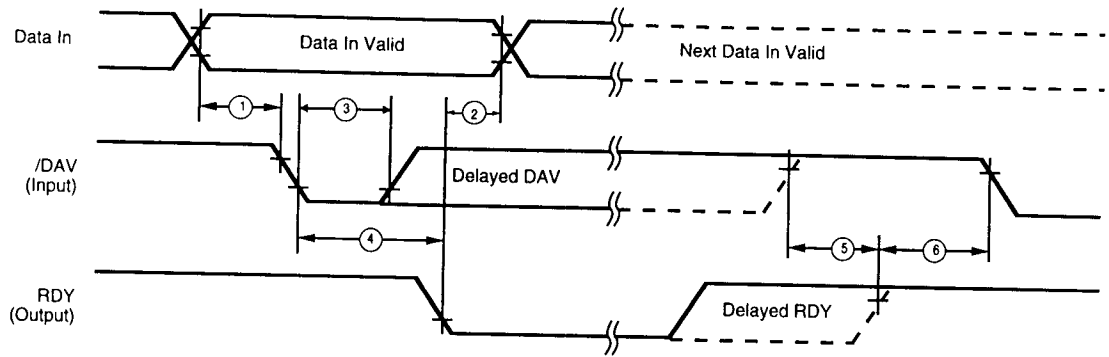 Data In
Data In Valid
Next Data In Valid
1
3
2
/DAV
(Input)
Delayed DAV
4
5
6
RDY
(Output)
Delayed RDY